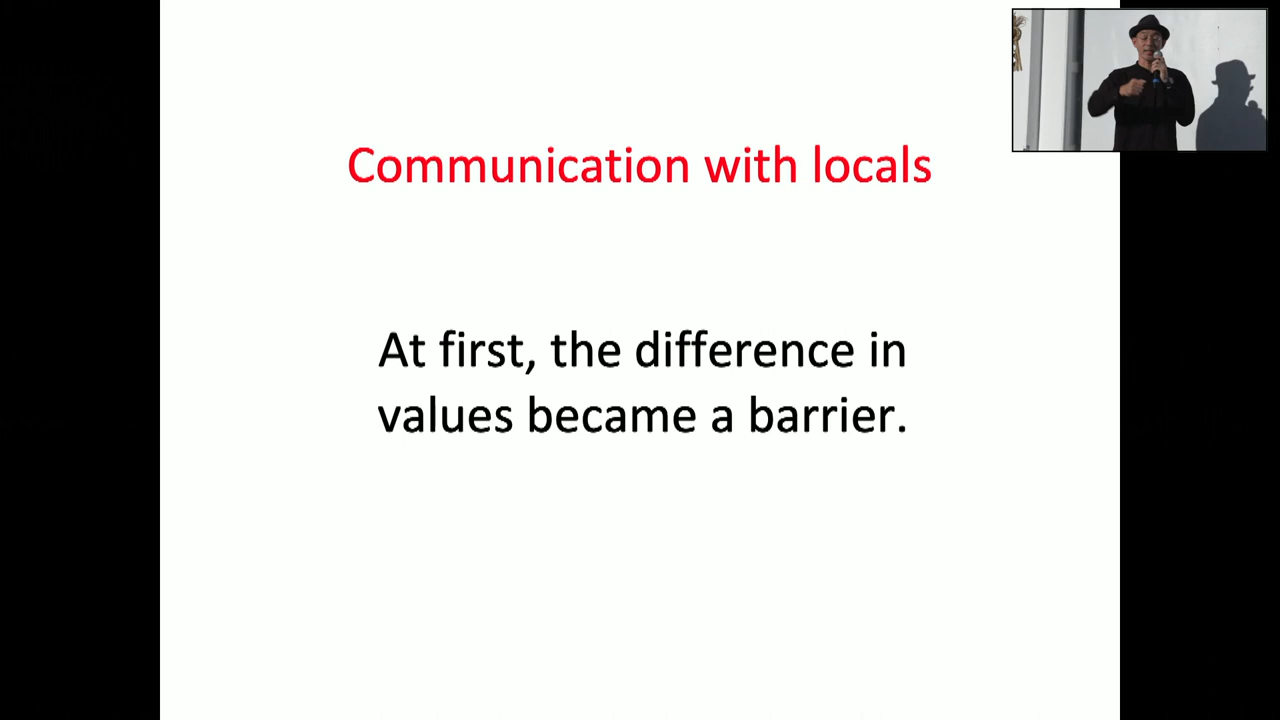 Communication with locals
At first, the difference in
values became a barrier.